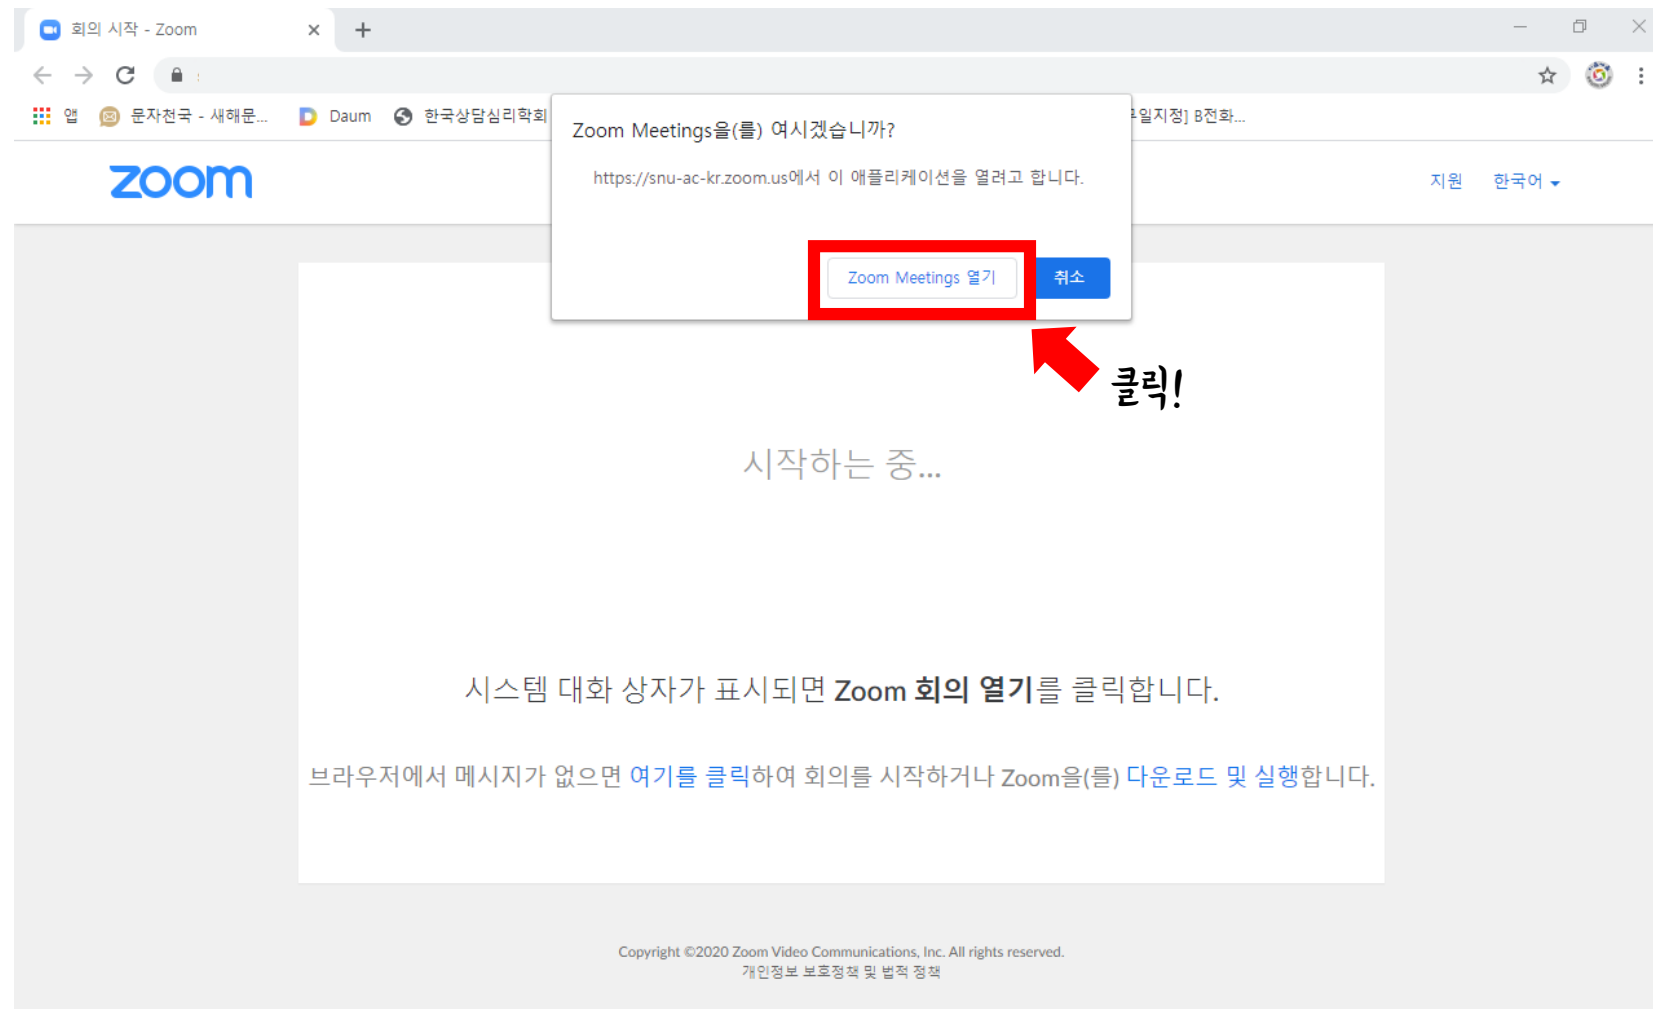 회의 시작 - Zoom
앱 문자천국 - 새해문... Daum 한국상담심리학회 일지정] B전화...
Zoom Meetings을(를) 여시겠습니까?
https://snu-ac-kr.zoom.us에서 이 애플리케이션을 열려고 합니다.
zoom 지원 한국어
Zoom Meetings 열기 취소
클릭!
시작하는 중...
시스템 대화 상자가 표시되면 Zoom 회의 열기를 클릭합니다.
브라우저에서 메시지가 없으면 여기를 클릭하여 회의를 시작하거나 Zoom을(를) 다운로드 및 실행합니다.
Copyright ©2020 Zoom Video Communications, Inc. All rights reserved.
개인정보 보호정책 및 법적 정책